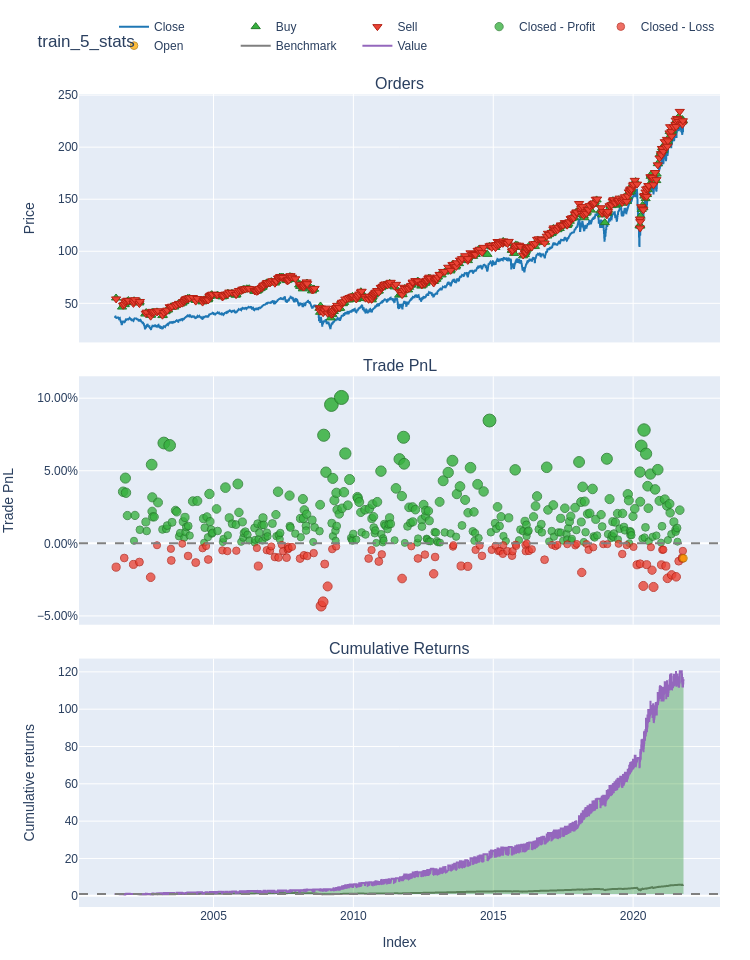 train_5_stats
Close Buy Sell Closed - Profit Closed - Loss
Open Benchmark Value
Orders
250
200
150
100
50
Price
Trade PnL
10.00%
5.00%
0.00%
−5.00%
Trade PnL
Cumulative Returns
120
100
80
60
40
20
0
Cumulative returns
2005 2010 2015 2020
Index